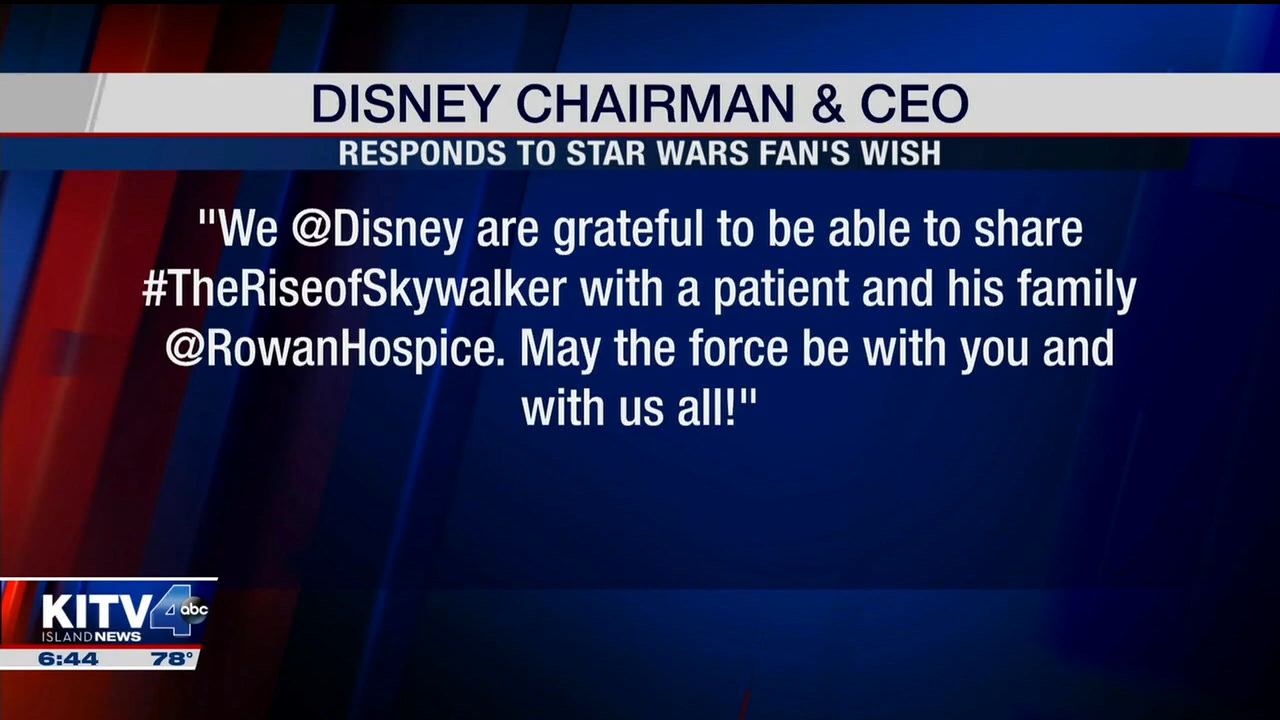 DISNEY CHAIRMAN & CEO
RESPONDS TO STAR WARS FAN'S WISH
"We @Disney are grateful to be able to share
#TheRiseofSkywalker with a patient and his family
@RowanHospice. May the force be with you and
with us all!"
KITV 4 abc
ISLAND NEWS
6:44 78°